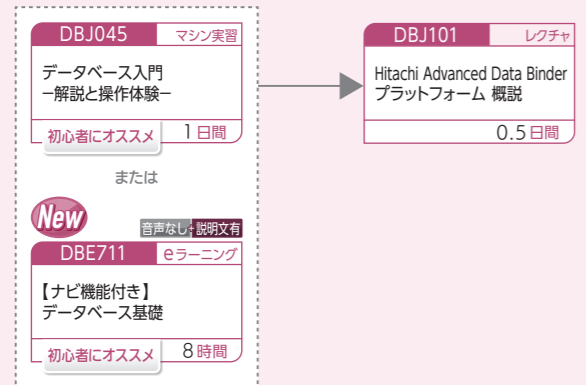 DBJ045 マシン実習
データベース入門
−解説と操作体験−
初心者にオススメ 1日間
または
New
音声なし+説明文有
DBE711 eラーニング
【ナビ機能付き】
データベース基礎
初心者にオススメ 8時間
DBJ101 レクチャ
Hitachi Advanced Data Binder
プラットフォーム 概説
0.5日間